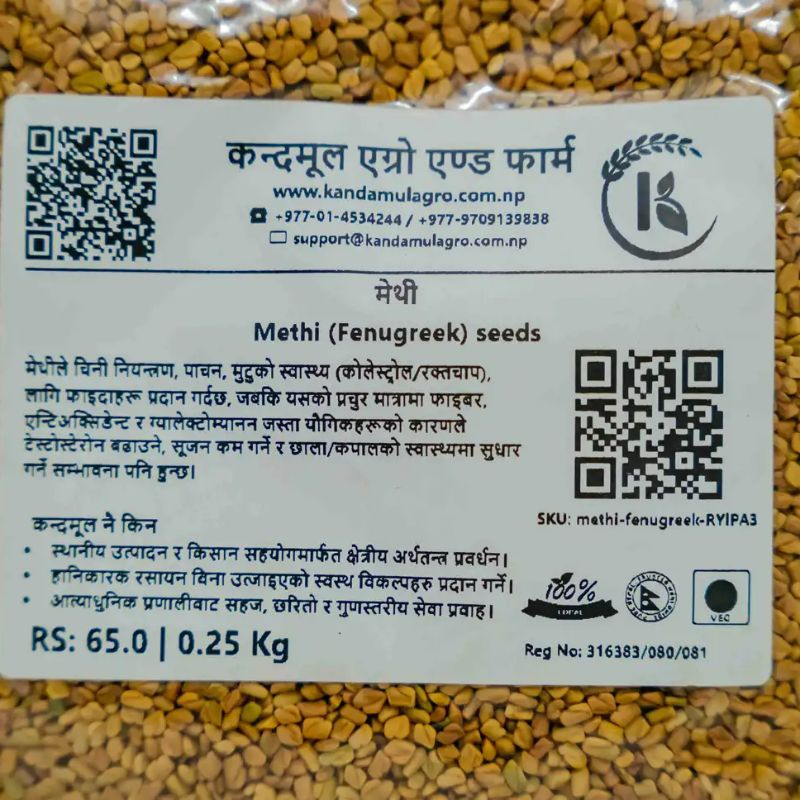 कन्दमूल एग्रो एण्ड फार्म
www.kandamulagro.com.np
+977-01-4534244 / +977-9709139838
support@kandamulagro.com.np
मेथी
Methi (Fenugreek) seeds
मेथीले चिनी नियन्त्रण, पाचन, मुटुको स्वास्थ्य (कोलेस्ट्रोल/रक्तचाप),
लागि फाइदाहरू प्रदान गर्दछ, जबकि यसको प्रचुर मात्रामा फाइबर,
एन्टिअक्सिडेन्ट र ग्यालेक्टोम्यानन जस्ता यौगिकहरूको कारणले
टेस्टोस्टेरोन बढाउने, सूजन कम गर्ने र छाला/कपालको स्वास्थ्यमा सुधार
गर्ने सम्भावना पनि हुन्छ।
SKU: methi-fenugreek-RYIPA3
कन्दमूल नै किन
• स्थानीय उत्पादन र किसान सहयोगमार्फत क्षेत्रीय अर्थतन्त्र प्रवर्धन।
• हानिकारक रसायन विना उत्जाइएको स्वस्थ विकल्पहरु प्रदान गर्ने।
• आत्याधुनिक प्रणालीवाट सहज, छरितो र गुणस्तरीय सेवा प्रवाह।
100%
LOCAL
VEG
RS: 65.0 | 0.25 Kg
Reg No: 316383/080/081